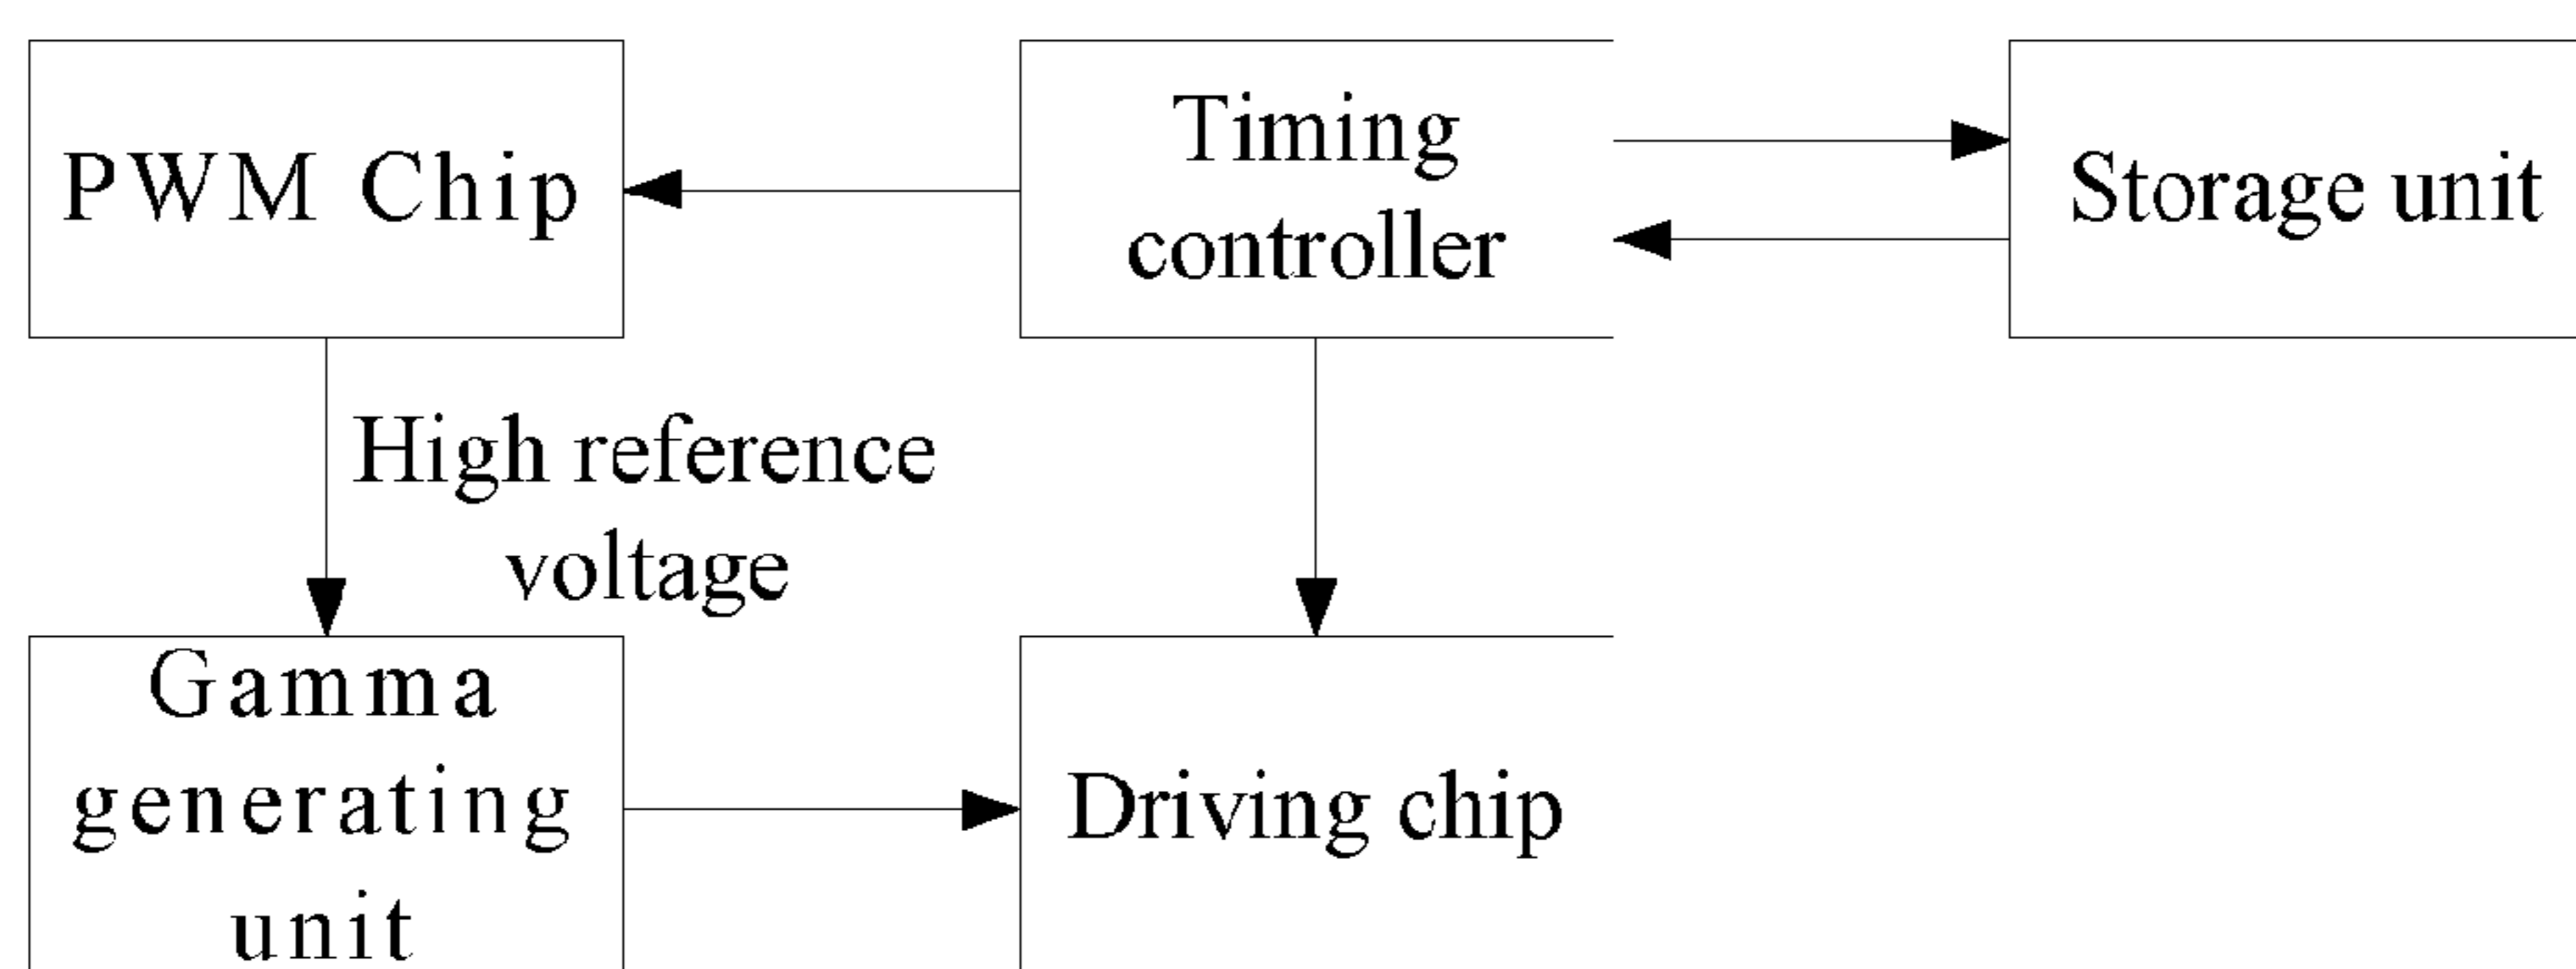 PWM Chip
Timing
controller
Storage unit
High reference
voltage
Gamma
generating
unit
Driving chip